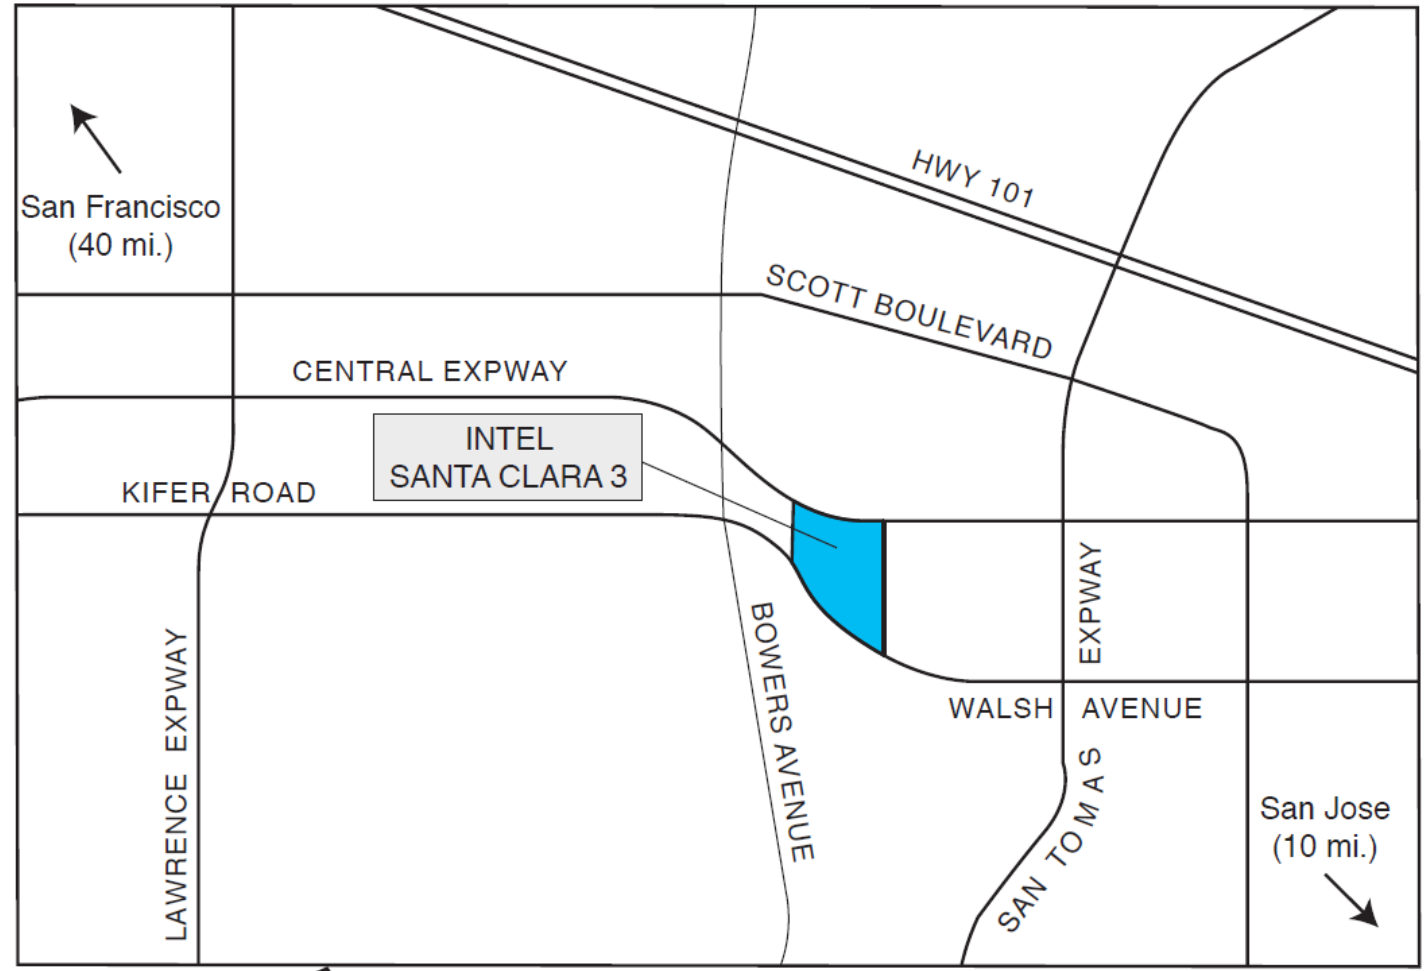 HWY 101
San Francisco
(40 mi.)
SCOTT BOULEVARD
CENTRAL EXPWAY
INTEL
SANTA CLARA 3
KIFER ROAD
EXPWAY
BOWERS AVENUE
LAWRENCE EXPWAY
WALSH AVENUE
SAN TOMAS
San Jose
(10 mi.)